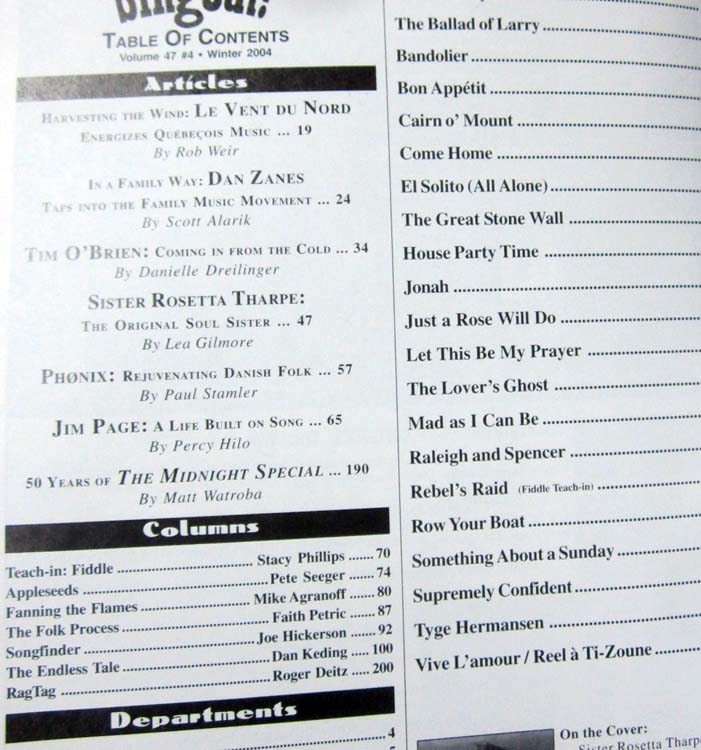 Sing Out!
TABLE OF CONTENTS
Volume 47 #4 • Winter 2004
Articles
HARVESTING THE WIND: LE VENT DU NORD
ENERGIZES QUÉBEÇOIS MUSIC ... 19
By Rob Weir
IN A FAMILY WAY: DAN ZANES
TAPS INTO THE FAMILY MUSIC MOVEMENT ... 24
By Scott Alarik
TIM O'BRIEN: COMING IN FROM THE COLD ... 34
By Danielle Dreilinger
SISTER ROSETTA THARPE:
THE ORIGINAL SOUL SISTER ... 47
By Lea Gilmore
PHØNIX: REJUVENATING DANISH FOLK ... 57
By Paul Stamler
JIM PAGE: A LIFE BUILT ON SONG ... 65
By Percy Hilo
50 YEARS OF THE MIDNIGHT SPECIAL ... 190
By Matt Watroba
Columns
Teach-in: Fiddle ........ Stacy Phillips ...... 70
Appleseeds ........ Pete Seeger ...... 74
Fanning the Flames ........ Mike Agranoff ..... 80
The Folk Process ........ Faith Petric ..... 87
Songfinder ........ Joe Hickerson ..... 92
The Endless Tale ........ Dan Keding ..... 100
RagTag ........ Roger Deitz ..... 200
Departments
........ 4
The Ballad of Larry ........
Bandolier ........
Bon Appétit ........
Cairn o' Mount ........
Come Home ........
El Solito (All Alone) ........
The Great Stone Wall ........
House Party Time ........
Jonah ........
Just a Rose Will Do ........
Let This Be My Prayer ........
The Lover's Ghost ........
Mad as I Can Be ........
Raleigh and Spencer ........
Rebel's Raid (Fiddle Teach-in) ........
Row Your Boat ........
Something About a Sunday ........
Supremely Confident ........
Tyge Hermansen ........
Vive L'amour / Reel à Ti-Zoune ........
On the Cover:
Sister Rosetta Tharp